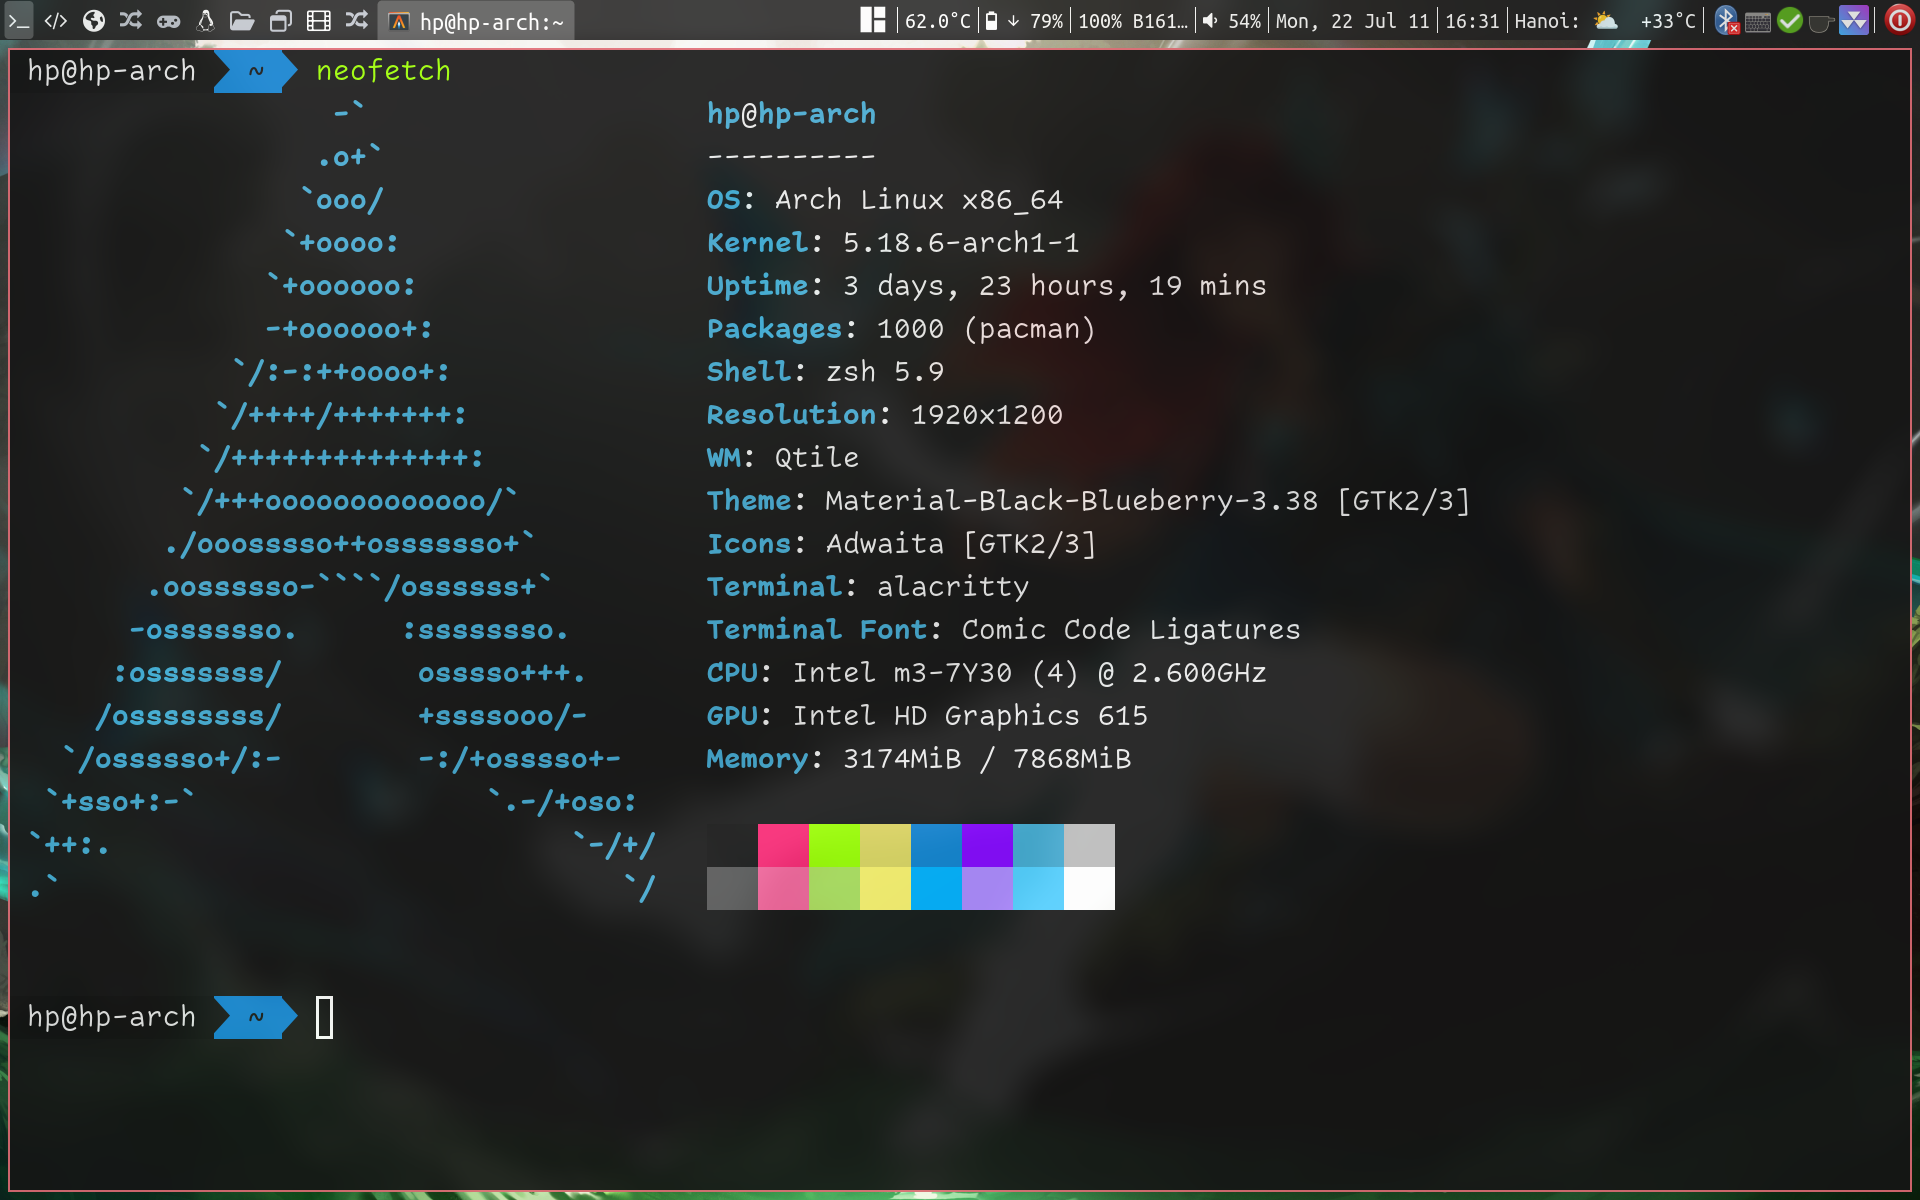 hp@hp-arch:~ 62.0°C ↓ 79% 100% B161… 54% Mon, 22 Jul 11 16:31 Hanoi: ⛅ +33°C
hp@hp-arch ~ neofetch
-`
.o+`
`ooo/
`+oooo:
`+oooooo:
-+oooooo+:
`/:-:++oooo+:
`/++++/+++++++:
`/++++++++++++++:
`/+++ooooooooooooo/`
./ooosssso++osssssso+`
.oossssso-````/ossssss+`
-osssssso. :ssssssso.
:osssssss/ osssso+++.
/ossssssss/ +ssssooo/-
`/ossssso+/:- -:/+osssso+-
`+sso+:-` `.-/+oso:
`++:. `-/+/
.` `/
hp@hp-arch
----------
OS: Arch Linux x86_64
Kernel: 5.18.6-arch1-1
Uptime: 3 days, 23 hours, 19 mins
Packages: 1000 (pacman)
Shell: zsh 5.9
Resolution: 1920x1200
WM: Qtile
Theme: Material-Black-Blueberry-3.38 [GTK2/3]
Icons: Adwaita [GTK2/3]
Terminal: alacritty
Terminal Font: Comic Code Ligatures
CPU: Intel m3-7Y30 (4) @ 2.600GHz
GPU: Intel HD Graphics 615
Memory: 3174MiB / 7868MiB
hp@hp-arch ~